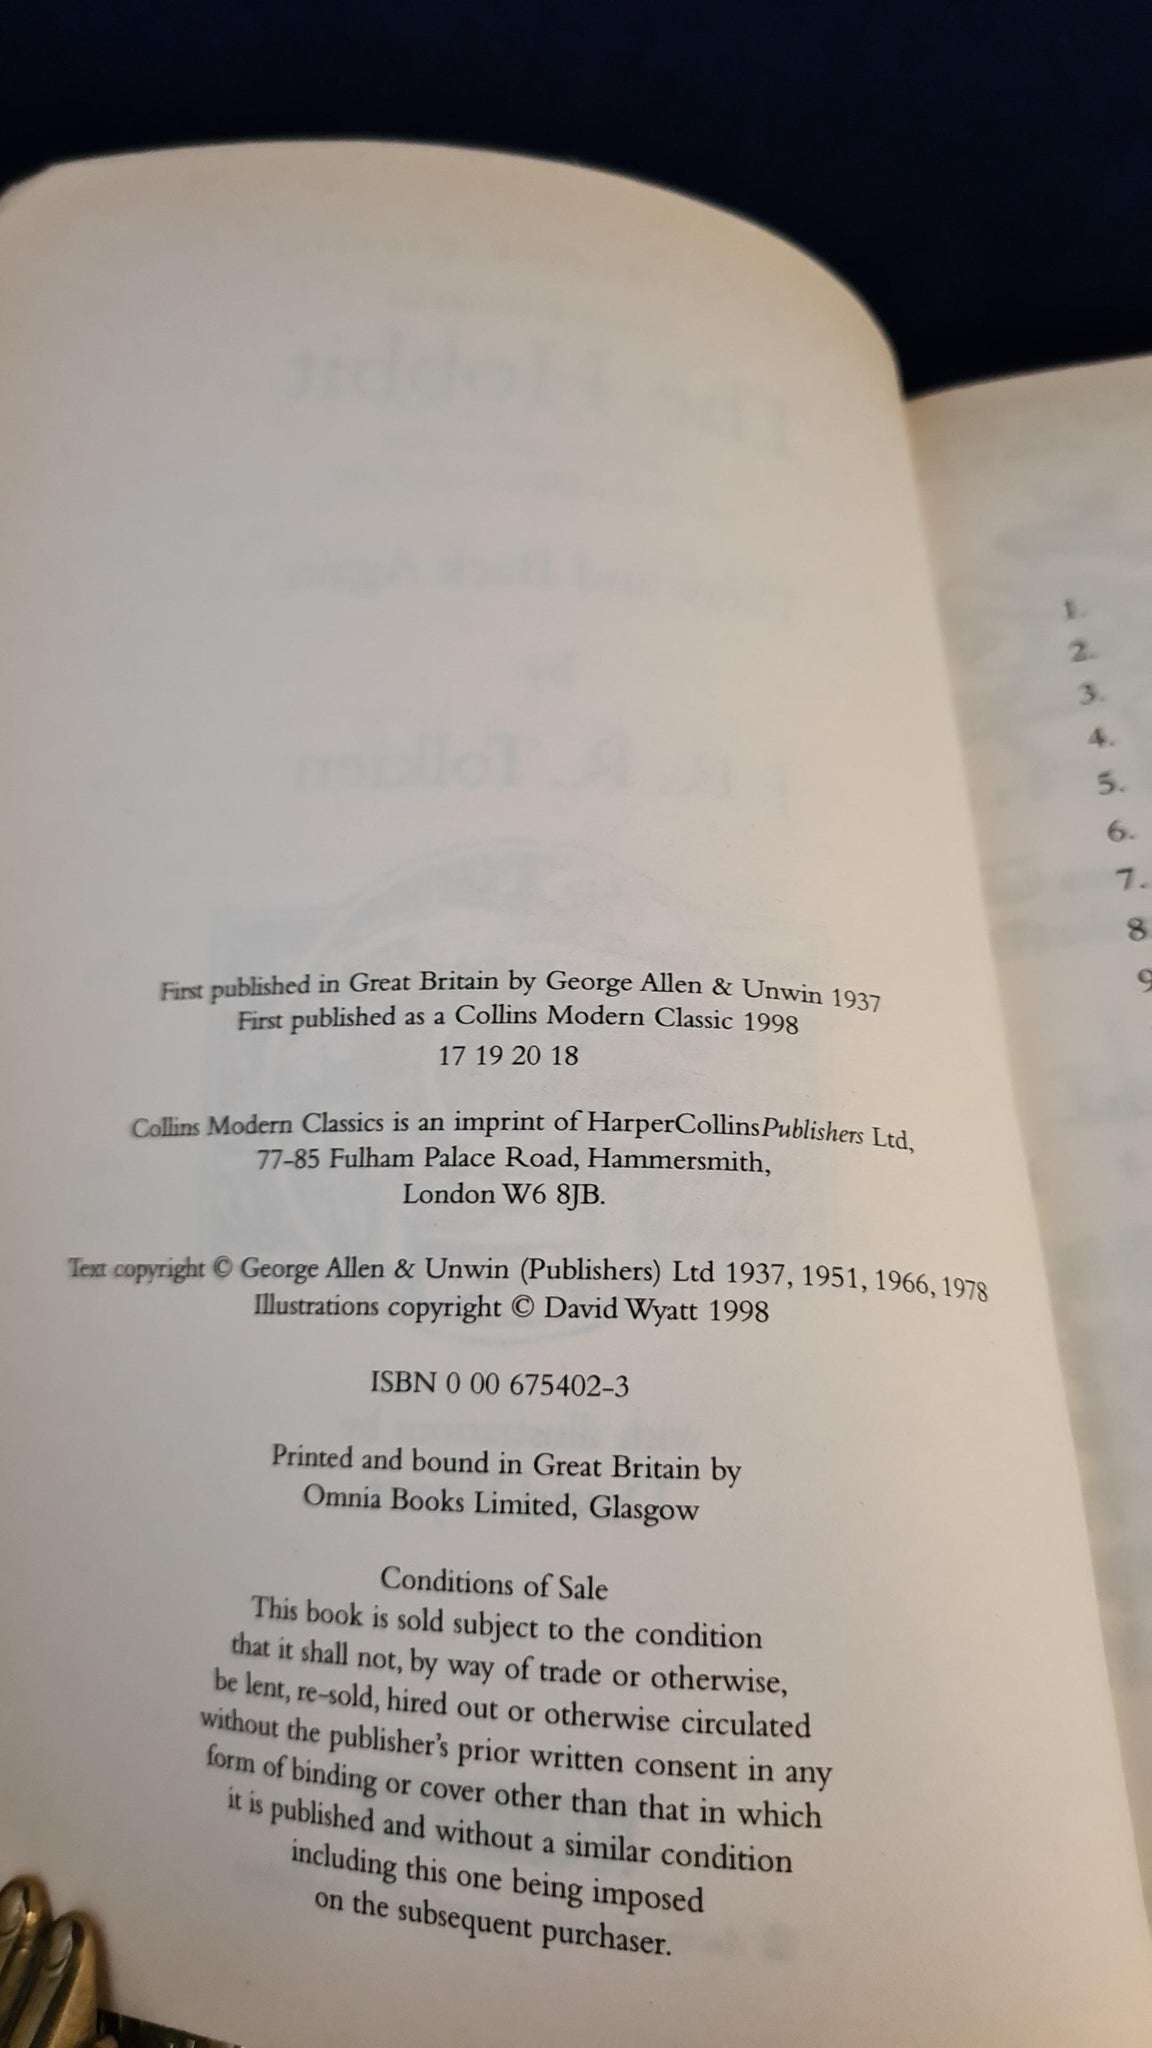 First published in Great Britain by George Allen & Unwin 1937
First published as a Collins Modern Classic 1998
17 19 20 18
Collins Modern Classics is an imprint of HarperCollinsPublishers Ltd,
77-85 Fulham Palace Road, Hammersmith,
London W6 8JB.
Text copyright © George Allen & Unwin (Publishers) Ltd 1937, 1951, 1966, 1978
Illustrations copyright © David Wyatt 1998
ISBN 0 00 675402-3
Printed and bound in Great Britain by
Omnia Books Limited, Glasgow
Conditions of Sale
This book is sold subject to the condition
that it shall not, by way of trade or otherwise,
be lent, re-sold, hired out or otherwise circulated
without the publisher's prior written consent in any
form of binding or cover other than that in which
it is published and without a similar condition
including this one being imposed
on the subsequent purchaser.
1.
2.
3.
4.
5.
6.
7.
8
9